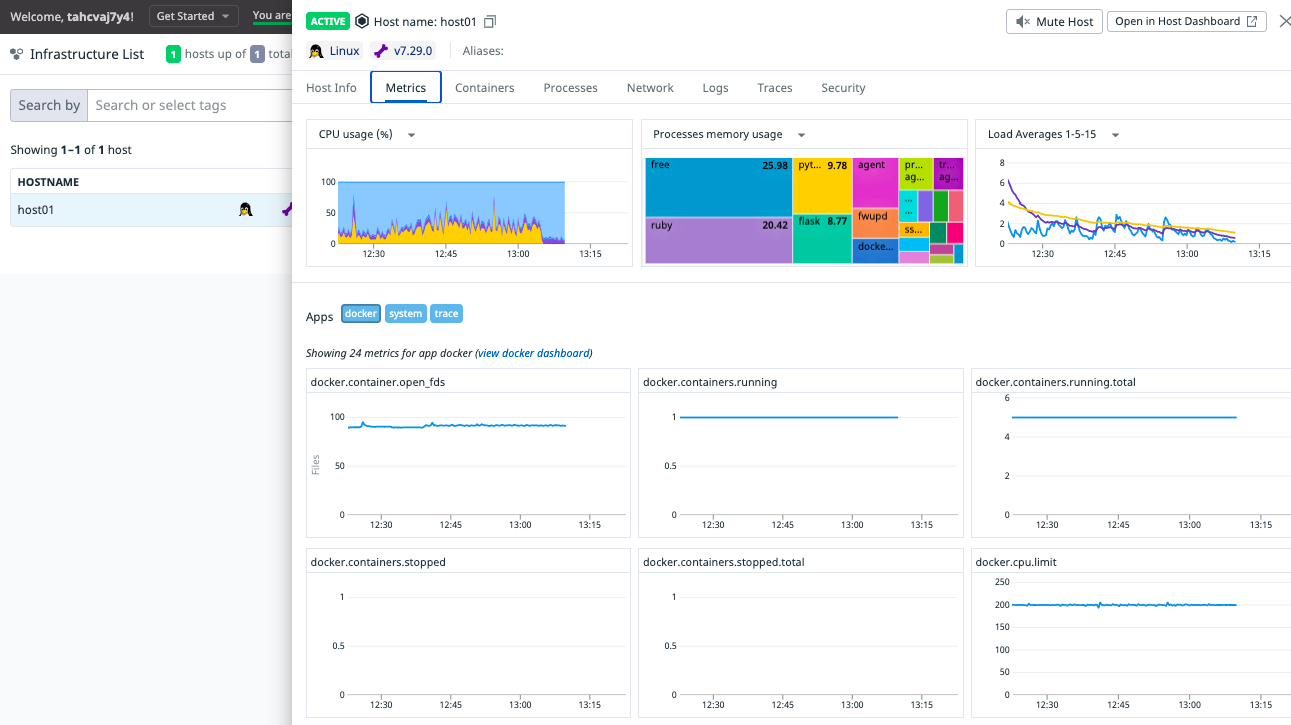 Welcome, tahcvaj7y4!
Get Started
You are
Infrastructure List
1 hosts up of 1 tota
Search by
Search or select tags
Showing 1–1 of 1 host
HOSTNAME
host01
ACTIVE
Host name: host01
Mute Host
Open in Host Dashboard
Linux
v7.29.0
Aliases:
Host Info
Metrics
Containers
Processes
Network
Logs
Traces
Security
CPU usage (%)
100
50
0
12:30
12:45
13:00
13:15
Processes memory usage
free 25.98
ruby 20.42
pyt... 9.78
flask 8.77
agent
fwupd
docke...
pr...
ag...
tr...
ag...
...
...
ss...
Load Averages 1-5-15
8
6
4
2
0
12:30
12:45
13:00
13:15
Apps
docker
system
trace
Showing 24 metrics for app docker (view docker dashboard)
docker.container.open_fds
Files
100
50
0
12:30
12:45
13:00
13:15
docker.containers.running
1
0.5
0
12:30
12:45
13:00
13:15
docker.containers.running.total
6
4
2
0
12:30
12:45
13:00
13:15
docker.containers.stopped
1
0.5
0
12:30
12:45
13:00
13:15
docker.containers.stopped.total
1
0.5
0
12:30
12:45
13:00
13:15
docker.cpu.limit
250
200
150
100
50
0
12:30
12:45
13:00
13:15